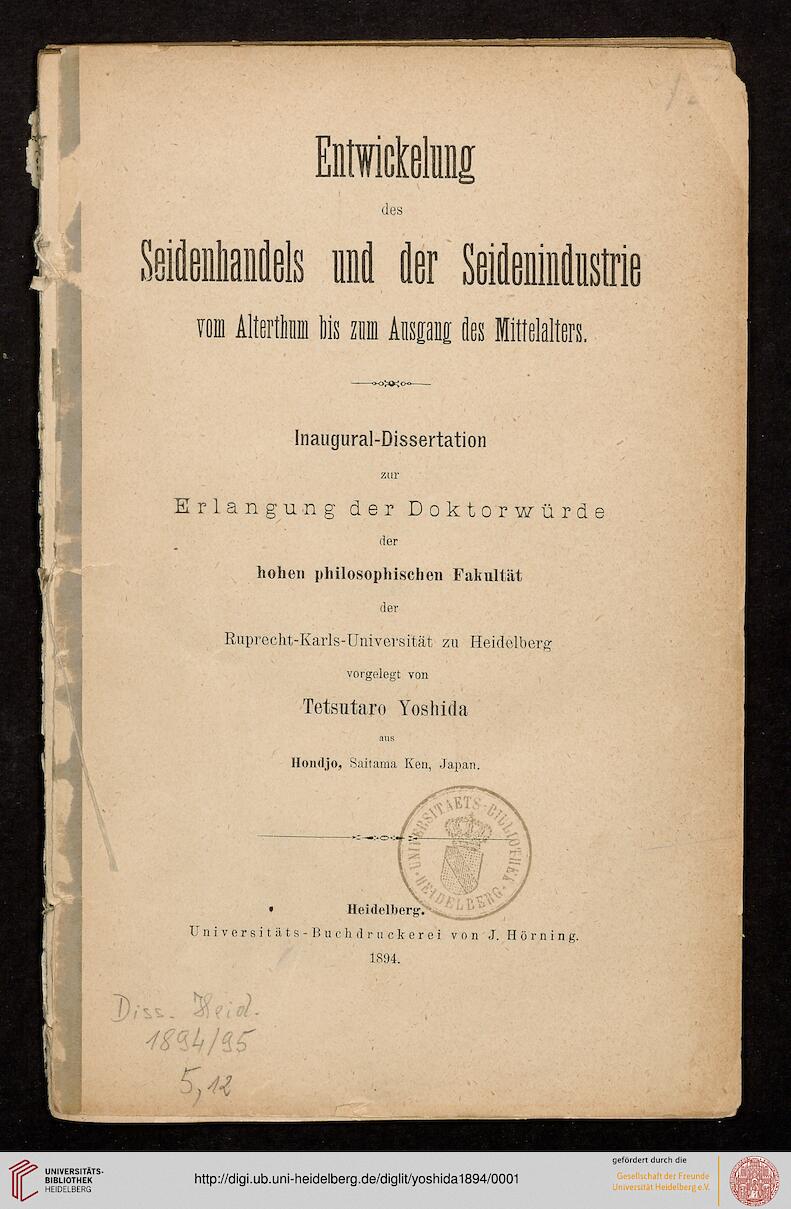 Entwickelung
des
Seidenhandels und der Seidenindustrie
vom Alterthum bis zum Ausgang des Mittelalters.
Inaugural-Dissertation
zur
Erlangung der Doktorwürde
der
hohen philosophischen Fakultät
der
Ruprecht-Karls-Universität zu Heidelberg
vorgelegt von
Tetsutaro Yoshida
aus
Hondjo, Saitama Ken, Japan.
UNIVERSITAETS-BIBLIOTHEK
HEIDELBERG
Heidelberg.
Universitäts-Buchdruckerei von J. Hörning.
1894.
Diss. Heid.
1894/95
5,12
UNIVERSITÄTS-
BIBLIOTHEK
HEIDELBERG
http://digi.ub.uni-heidelberg.de/diglit/yoshida1894/0001
gefördert durch die
Gesellschaft der Freunde
Universität Heidelberg e.V.